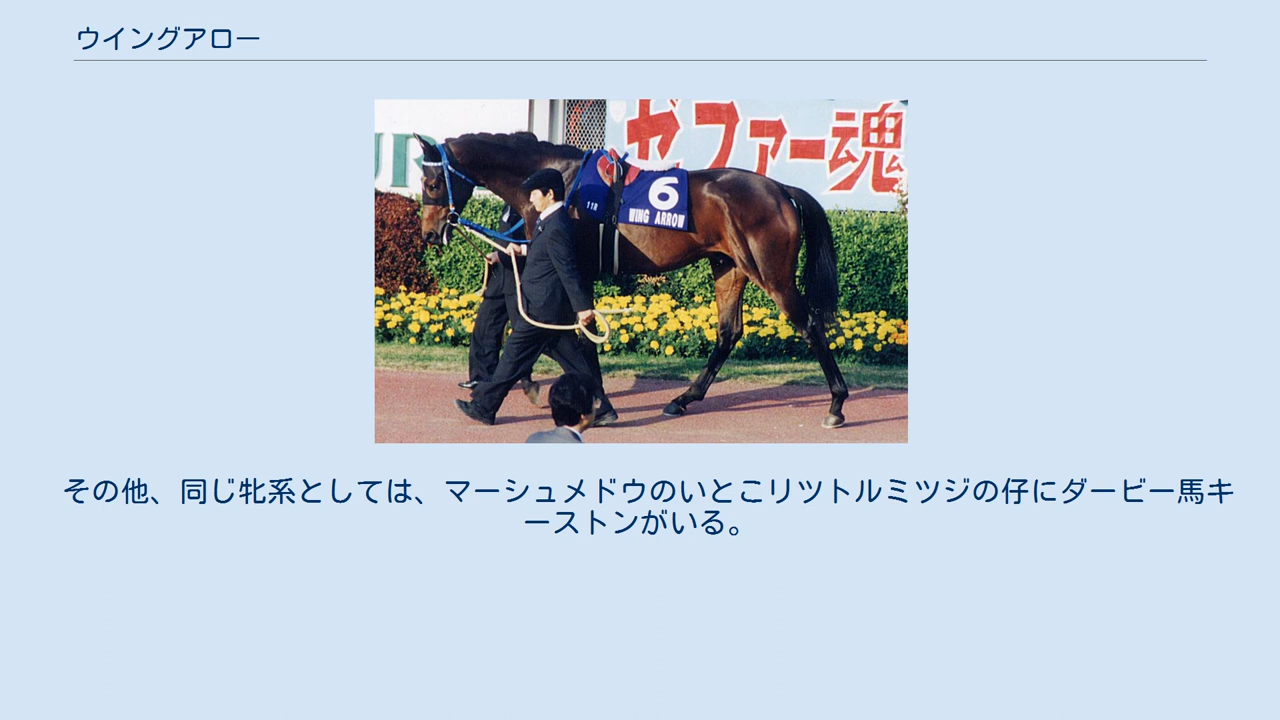 ウイングアロー
ゼファー魂
UR
6
11R
WING ARROW
その他、同じ牝系としては、マーシュメドウのいとこリツトルミツジの仔にダービー馬キ
ーストンがいる。